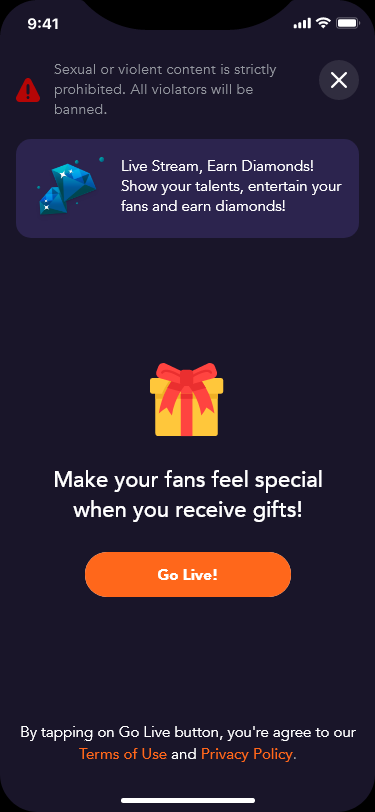 9:41
Sexual or violent content is strictly
prohibited. All violators will be
banned.
Live Stream, Earn Diamonds!
Show your talents, entertain your
fans and earn diamonds!
Make your fans feel special
when you receive gifts!
Go Live!
By tapping on Go Live button, you're agree to our
Terms of Use and Privacy Policy.